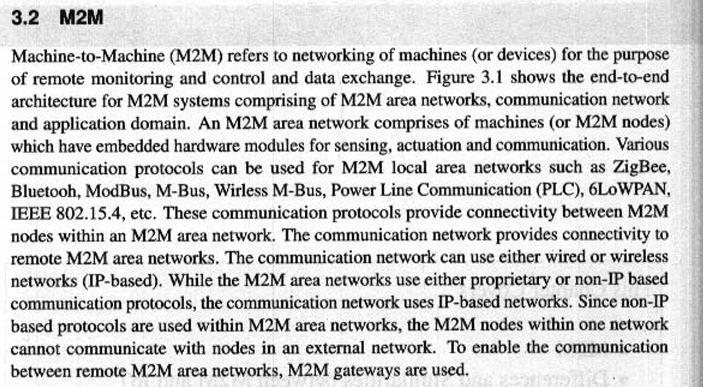 3.2 M2M
Machine-to-Machine (M2M) refers to networking of machines (or devices) for the purpose
of remote monitoring and control and data exchange. Figure 3.1 shows the end-to-end
architecture for M2M systems comprising of M2M area networks, communication network
and application domain. An M2M area network comprises of machines (or M2M nodes)
which have embedded hardware modules for sensing, actuation and communication. Various
communication protocols can be used for M2M local area networks such as ZigBee,
Bluetooh, ModBus, M-Bus, Wirless M-Bus, Power Line Communication (PLC), 6LoWPAN,
IEEE 802.15.4, etc. These communication protocols provide connectivity between M2M
nodes within an M2M area network. The communication network provides connectivity to
remote M2M area networks. The communication network can use either wired or wireless
networks (IP-based). While the M2M area networks use either proprietary or non-IP based
communication protocols, the communication network uses IP-based networks. Since non-IP
based protocols are used within M2M area networks, the M2M nodes within one network
cannot communicate with nodes in an external network. To enable the communication
between remote M2M area networks, M2M gateways are used.